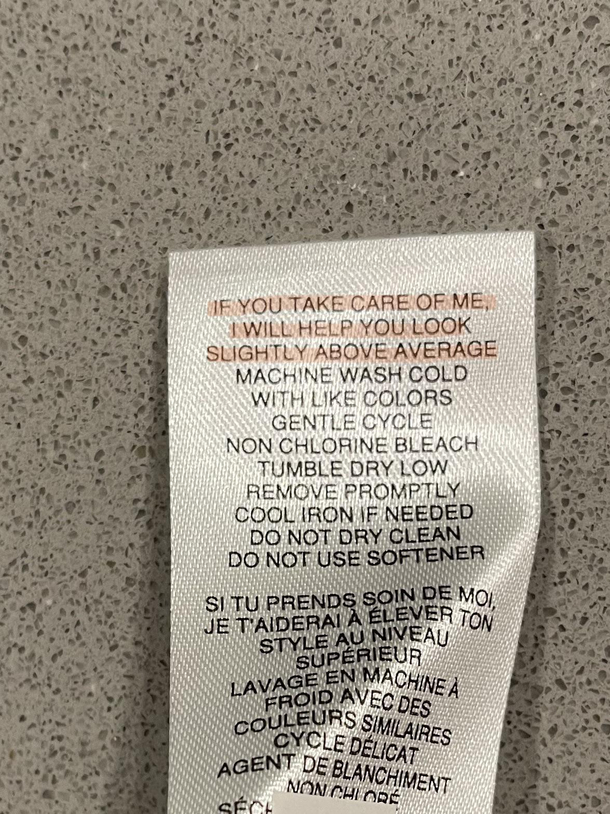 IF YOU TAKE CARE OF ME,
I WILL HELP YOU LOOK
SLIGHTLY ABOVE AVERAGE
MACHINE WASH COLD
WITH LIKE COLORS
GENTLE CYCLE
NON CHLORINE BLEACH
TUMBLE DRY LOW
REMOVE PROMPTLY
COOL IRON IF NEEDED
DO NOT DRY CLEAN
DO NOT USE SOFTENER
SI TU PRENDS SOIN DE MOI,
JE T'AIDERAI À ÉLEVER TON
STYLE AU NIVEAU
SUPÉRIEUR
LAVAGE EN MACHINE À
FROID AVEC DES
COULEURS SIMILAIRES
CYCLE DÉLICAT
AGENT DE BLANCHIMENT
NON CHLORÉ